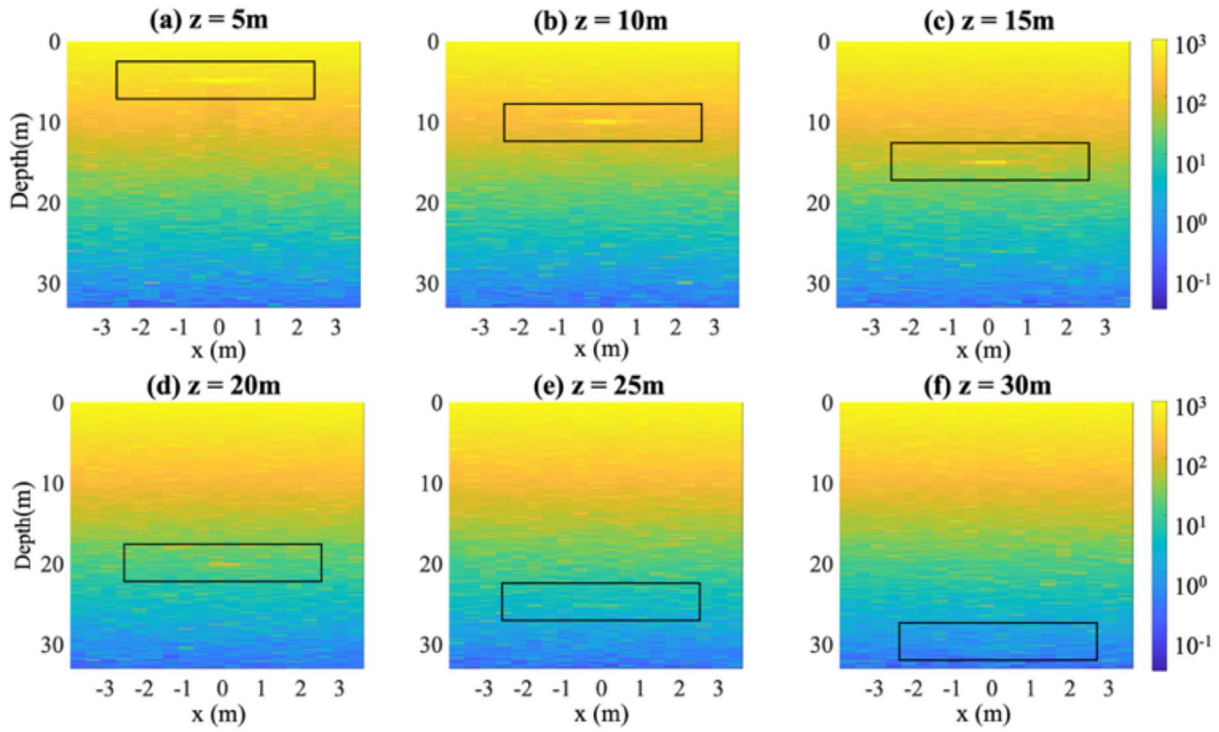 (a) z = 5m
(b) z = 10m
(c) z = 15m
0
10
20
30
Depth(m)
-3 -2 -1 0 1 2 3
x (m)
0
10
20
30
-3 -2 -1 0 1 2 3
x (m)
0
10
20
30
-3 -2 -1 0 1 2 3
x (m)
10³
10²
10¹
10⁰
10⁻¹
(d) z = 20m
(e) z = 25m
(f) z = 30m
0
10
20
30
Depth(m)
-3 -2 -1 0 1 2 3
x (m)
0
10
20
30
-3 -2 -1 0 1 2 3
x (m)
0
10
20
30
-3 -2 -1 0 1 2 3
x (m)
10³
10²
10¹
10⁰
10⁻¹